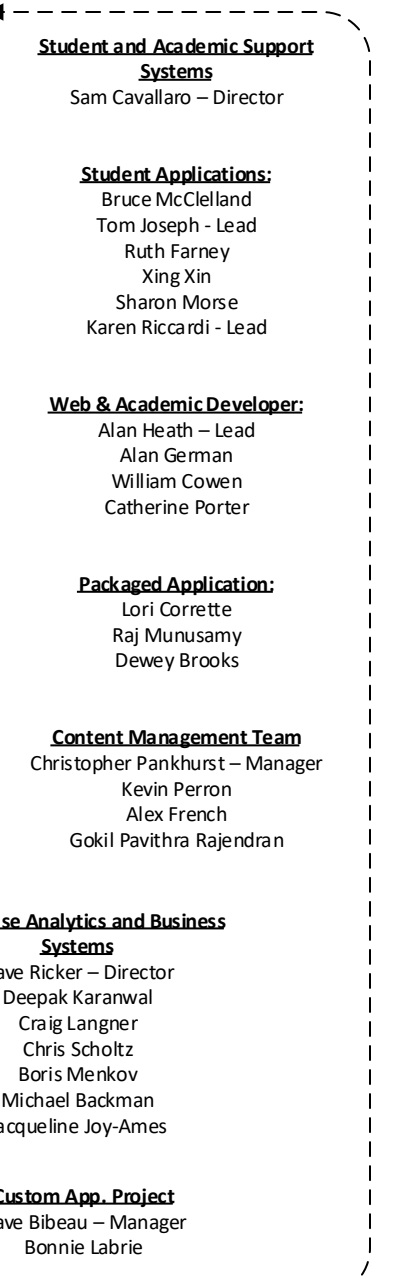 Student and Academic Support
Systems
Sam Cavallaro – Director
Student Applications:
Bruce McClelland
Tom Joseph - Lead
Ruth Farney
Xing Xin
Sharon Morse
Karen Riccardi - Lead
Web & Academic Developer:
Alan Heath – Lead
Alan German
William Cowen
Catherine Porter
Packaged Application:
Lori Corrette
Raj Munusamy
Dewey Brooks
Content Management Team
Christopher Pankhurst – Manager
Kevin Perron
Alex French
Gokil Pavithra Rajendran
Analytics and Business
Systems
Ricker – Director
Deepak Karanwal
Craig Langner
Chris Scholtz
Boris Menkov
Michael Backman
Joy-Ames
Custom App. Project
Bibeau – Manager
Bonnie Labrie